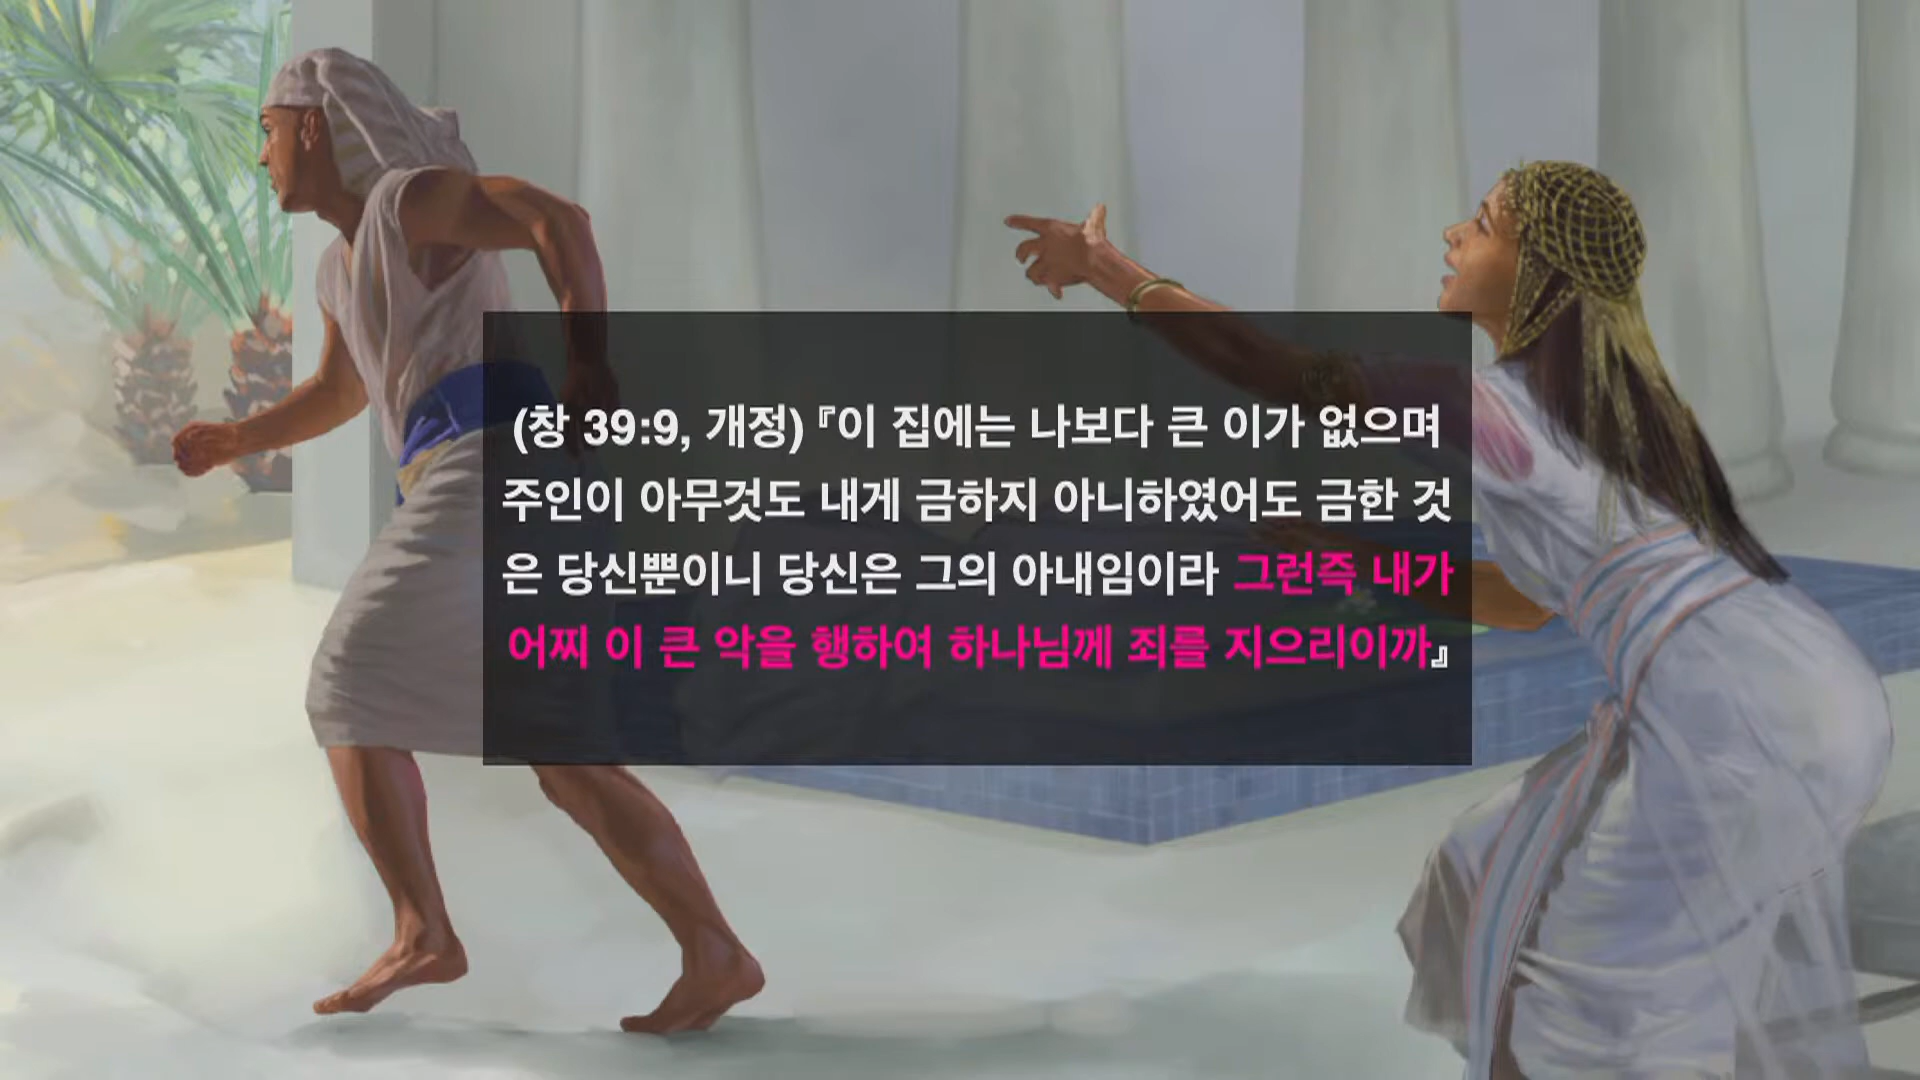 (창 39:9, 개정)『이 집에는 나보다 큰 이가 없으며
주인이 아무것도 내게 금하지 아니하였어도 금한 것
은 당신뿐이니 당신은 그의 아내임이라 그런즉 내가
어찌 이 큰 악을 행하여 하나님께 죄를 지으리이까』